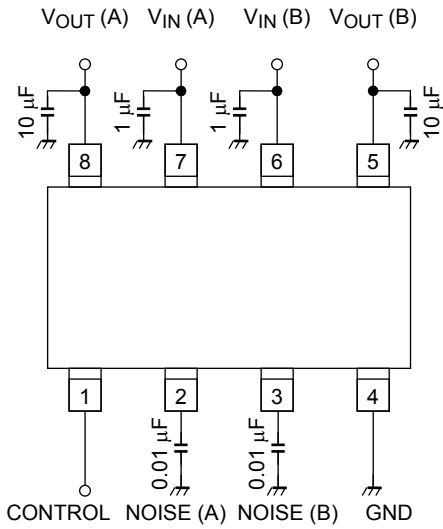 VOUT (A) VIN (A) VIN (B) VOUT (B)
10 μF 1 μF 1 μF 10 μF
8 7 6 5
1 2 3 4
0.01 μF 0.01 μF
CONTROL NOISE (A) NOISE (B) GND